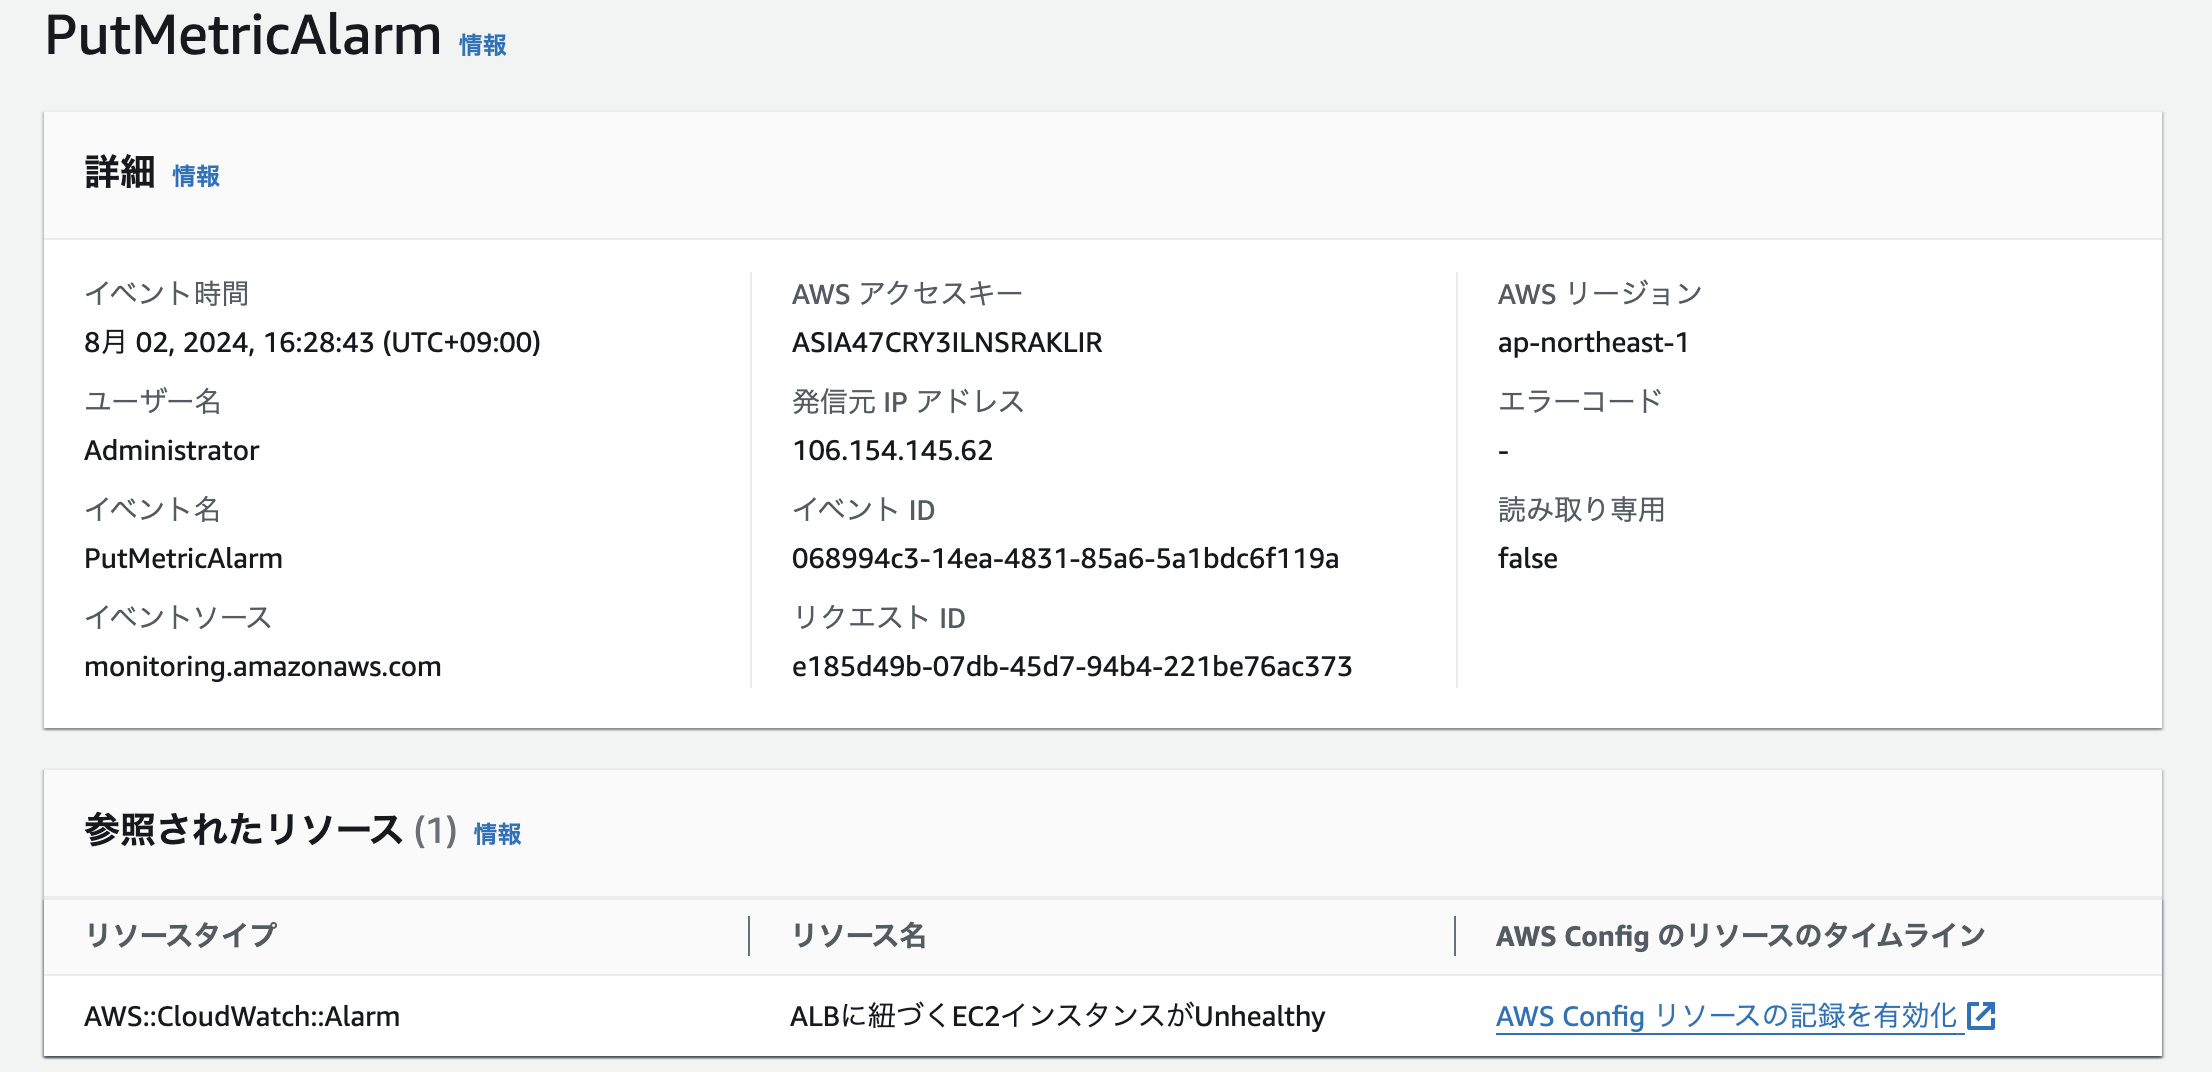 PutMetricAlarm 情報
詳細 情報
イベント時間
8月 02, 2024, 16:28:43 (UTC+09:00)
ユーザー名
Administrator
イベント名
PutMetricAlarm
イベントソース
monitoring.amazonaws.com
AWS アクセスキー
ASIA47CRY3ILNSRAKLIR
発信元 IP アドレス
106.154.145.62
イベント ID
068994c3-14ea-4831-85a6-5a1bdc6f119a
リクエスト ID
e185d49b-07db-45d7-94b4-221be76ac373
AWS リージョン
ap-northeast-1
エラーコード
-
読み取り専用
false
参照されたリソース (1) 情報
リソースタイプ リソース名 AWS Config のリソースのタイムライン
AWS::CloudWatch::Alarm ALBに紐づくEC2インスタンスがUnhealthy AWS Config リソースの記録を有効化